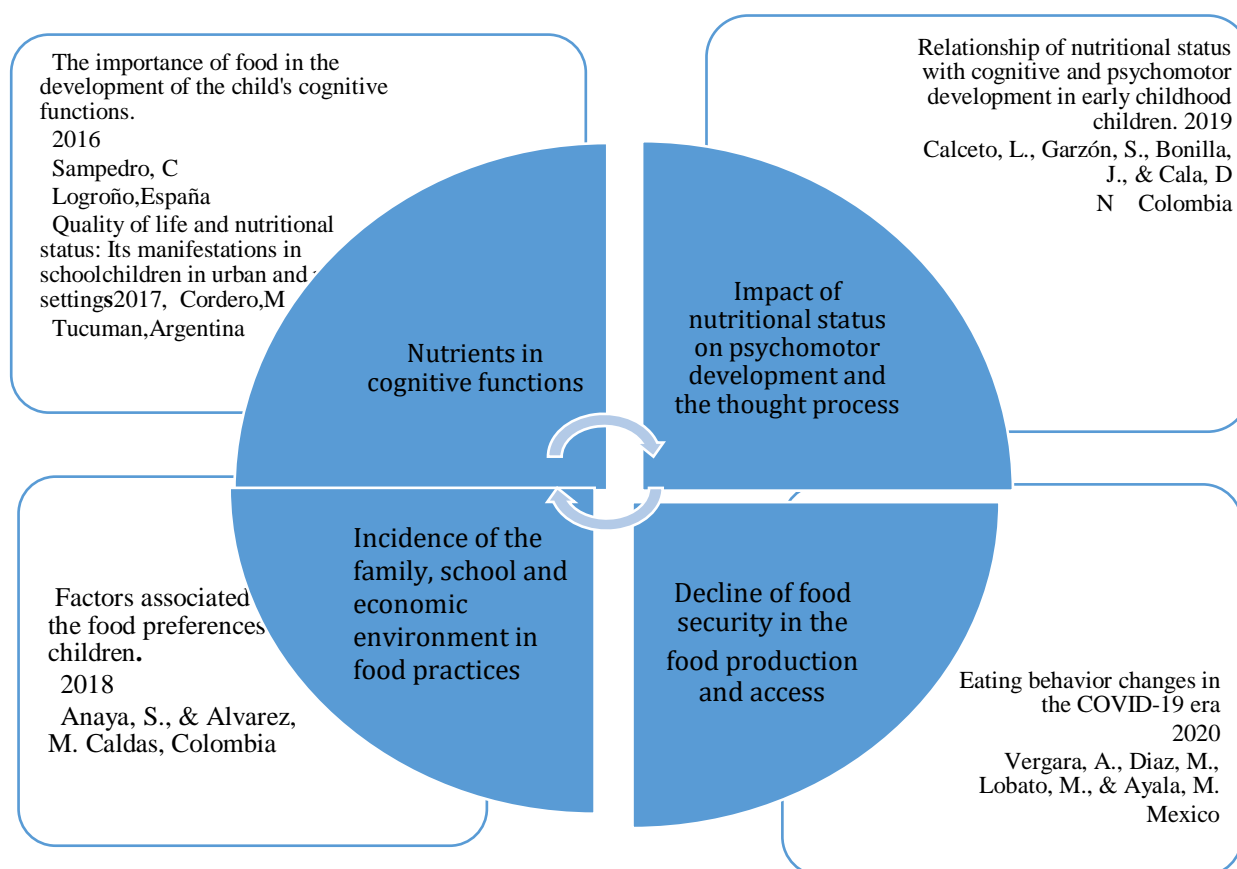 The importance of food in the
development of the child's cognitive
functions.
2016
Sampedro, C
Logroño,España
Quality of life and nutritional
status: Its manifestations in
schoolchildren in urban and
settings2017, Cordero,M
Tucuman,Argentina
Relationship of nutritional status
with cognitive and psychomotor
development in early childhood
children. 2019
Calceto, L., Garzón, S., Bonilla,
J., & Cala, D
N Colombia
Nutrients in
cognitive functions
Impact of
nutritional status
on psychomotor
development and
the thought process
Incidence of the
family, school and
economic
environment in
food practices
Decline of food
security in the
food production
and access
Factors associated
the food preferences
children.
2018
Anaya, S., & Alvarez,
M. Caldas, Colombia
Eating behavior changes in
the COVID-19 era
2020
Vergara, A., Diaz, M.,
Lobato, M., & Ayala, M.
Mexico